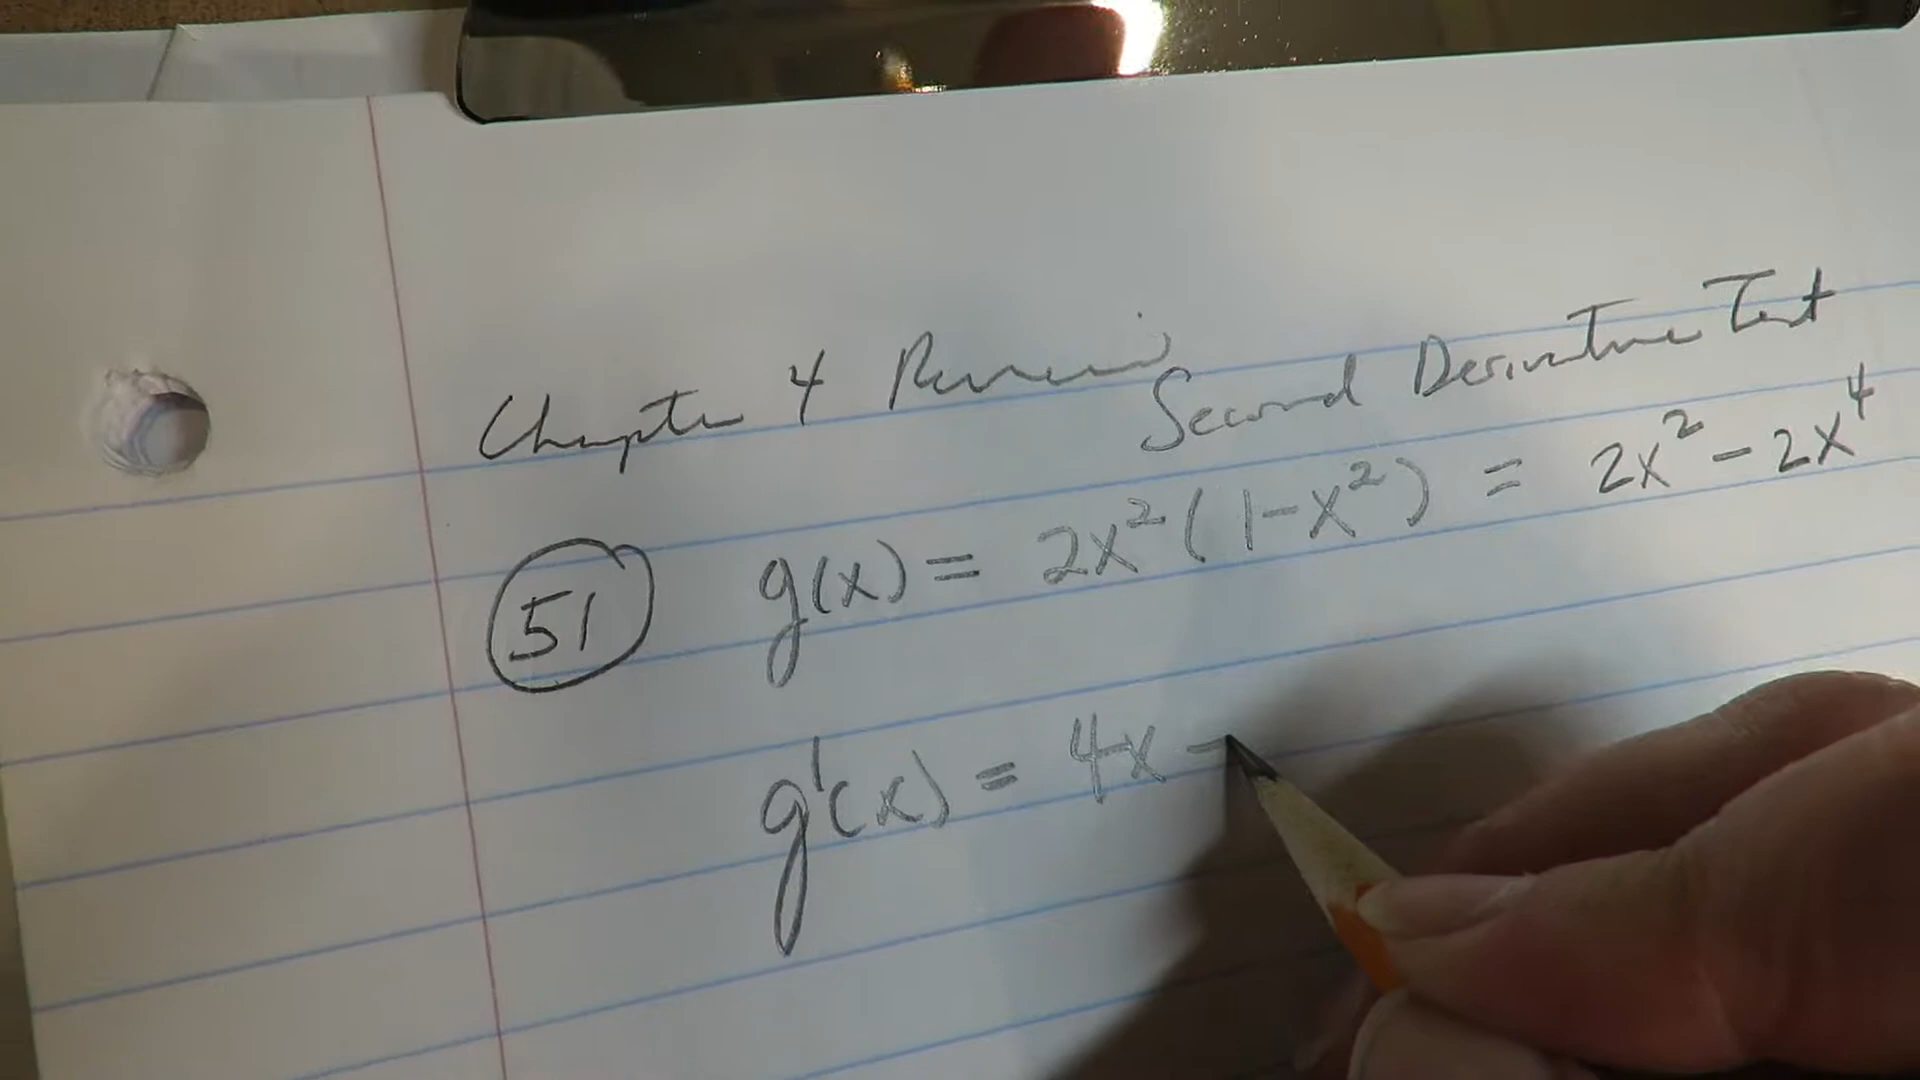 Chapter 4 Review
Second Derivative Test
51 g(x) = 2x²(1-x²) = 2x² - 2x⁴
g'(x) = 4x -